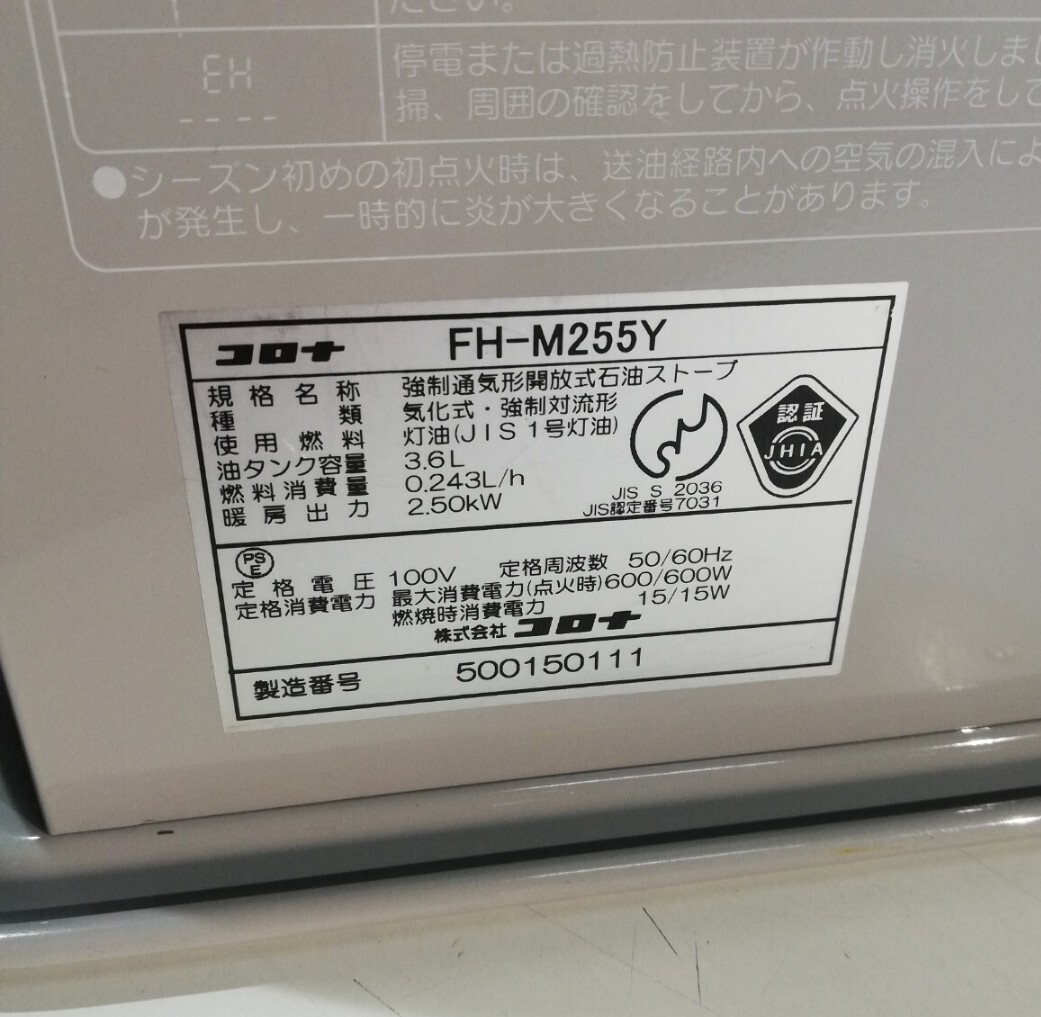 ださい。
EH
----
停電または過熱防止装置が作動し消火しまし
掃、周囲の確認をしてから、点火操作をして
●シーズン初めの初点火時は、送油経路内への空気の混入によ
が発生し、一時的に炎が大きくなることがあります。
コロナ FH-M255Y
規格名称 強制通気形開放式石油ストーブ
種類 気化式・強制対流形
使用燃料 灯油(JIS1号灯油)
油タンク容量 3.6L
燃料消費量 0.243L/h
暖房出力 2.50kW
認証
JHIA
JIS S 2036
JIS認定番号7031
PS
E
定格電圧 100V 定格周波数 50/60Hz
定格消費電力 最大消費電力(点火時)600/600W
燃焼時消費電力 15/15W
株式会社コロナ
製造番号 500150111